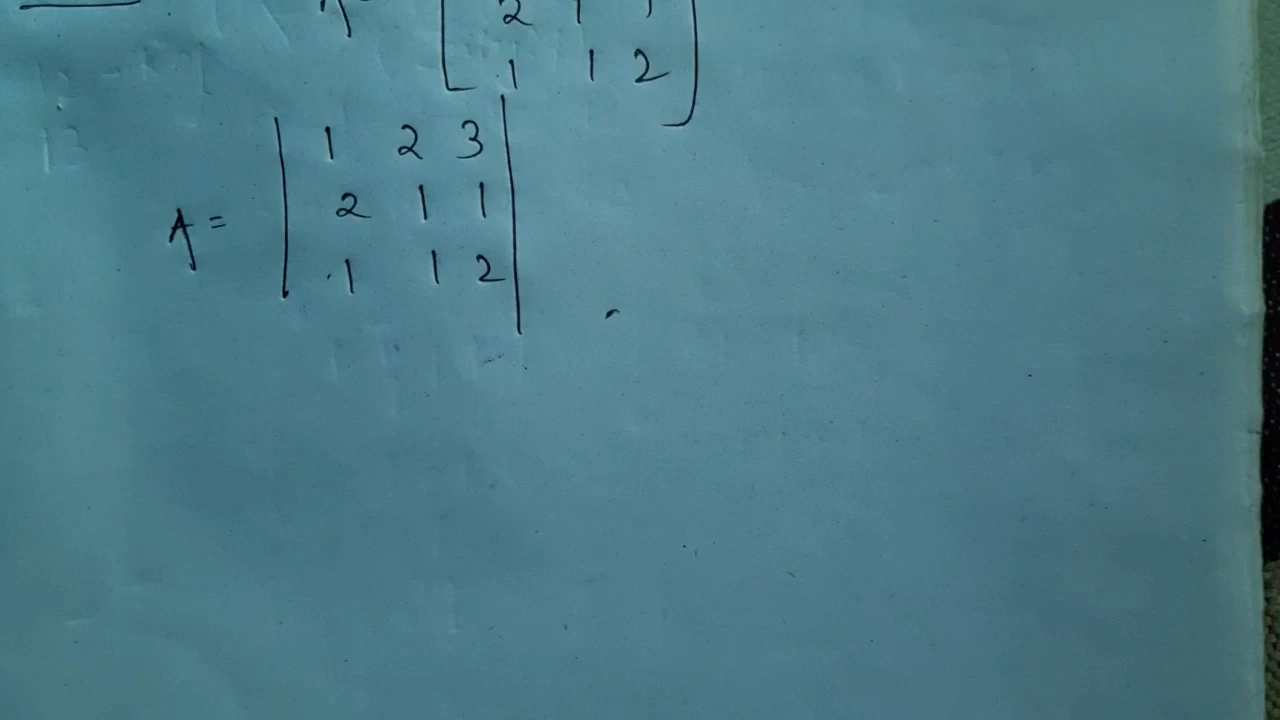 2 1 1
1 1 2
1 2 3
2 1 1
A =
1 1 2